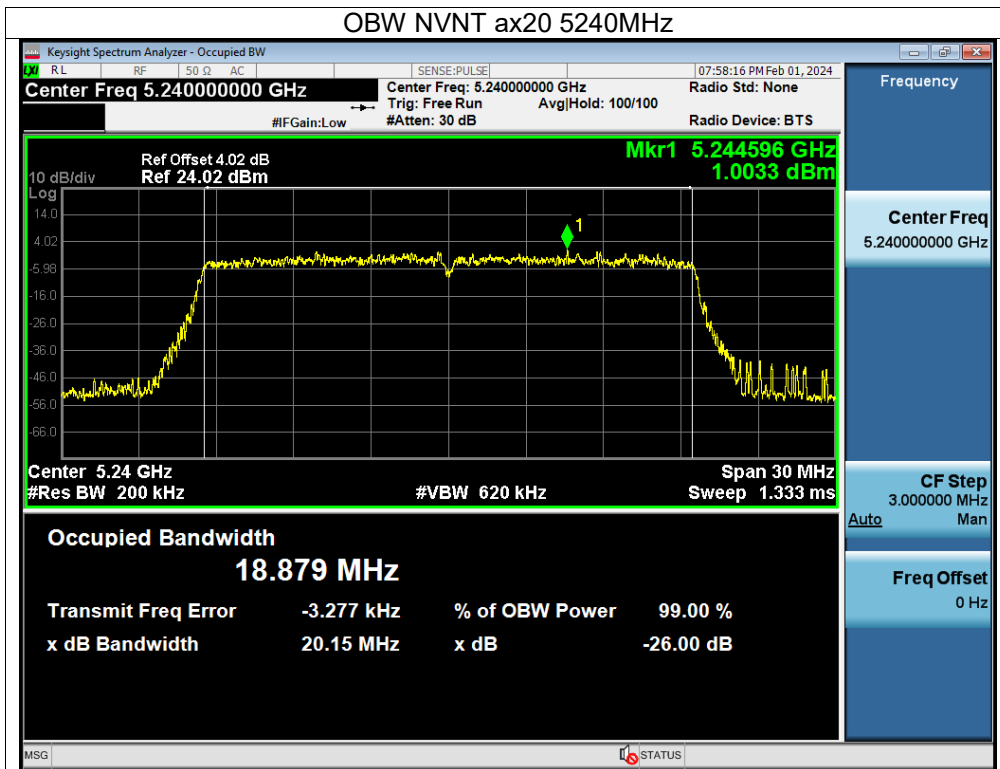 OBW NVNT ax20 5240MHz
Keysight Spectrum Analyzer - Occupied BW
LXI RL RF 50 Ω AC SENSE:PULSE 07:58:16 PM Feb 01, 2024
Center Freq 5.240000000 GHz
Center Freq: 5.240000000 GHz
Radio Std: None
Trig: Free Run Avg|Hold: 100/100
#IFGain:Low
#Atten: 30 dB
Radio Device: BTS
Mkr1 5.244596 GHz
1.0033 dBm
Ref Offset 4.02 dB
10 dB/div Ref 24.02 dBm
Log
14.0
1
4.02
-5.98
-16.0
-26.0
-36.0
-46.0
-56.0
-66.0
Center 5.24 GHz Span 30 MHz
#Res BW 200 kHz #VBW 620 kHz Sweep 1.333 ms
Occupied Bandwidth
18.879 MHz
Transmit Freq Error -3.277 kHz % of OBW Power 99.00 %
x dB Bandwidth 20.15 MHz x dB -26.00 dB
Frequency
Center Freq
5.240000000 GHz
CF Step
3.000000 MHz
Auto Man
Freq Offset
0 Hz
MSG STATUS